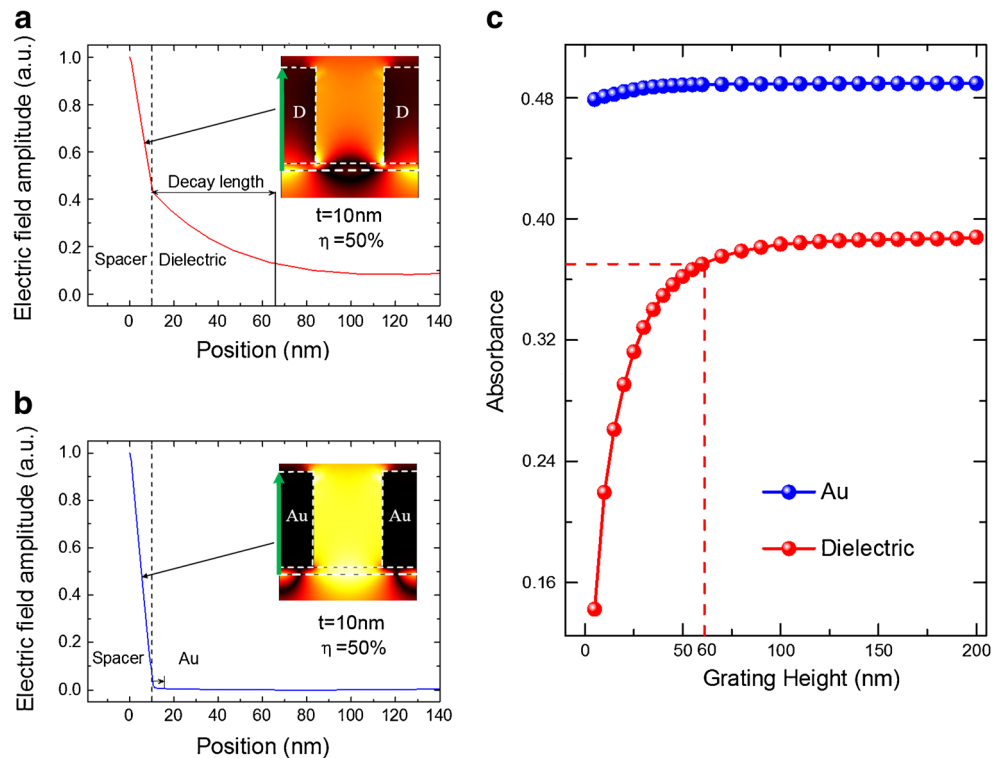 a
Electric field amplitude (a.u.)
1.0
0.8
0.6
0.4
0.2
0.0
D
D
Decay length
t=10nm
η=50%
Spacer
Dielectric
0
20
40
60
80
100
120
140
Position (nm)
b
Electric field amplitude (a.u.)
1.0
0.8
0.6
0.4
0.2
0.0
Au
Au
t=10nm
η=50%
Spacer
Au
0
20
40
60
80
100
120
140
Position (nm)
c
Absorbance
0.48
0.40
0.32
0.24
0.16
Au
Dielectric
0
50
60
100
150
200
Grating Height (nm)